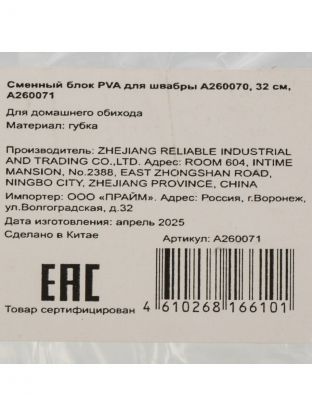 Сменный блок PVA для швабры А260070, 32 см,
А260071
Для домашнего обихода
Материал: губка
Производитель: ZHEJIANG RELIABLE INDUSTRIAL
AND TRADING CO.,LTD. Адрес: ROOM 604, INTIME
MANSION, No.2388, EAST ZHONGSHAN ROAD,
NINGBO CITY, ZHEJIANG PROVINCE, CHINA
Импортер: ООО «ПРАЙМ». Адрес: Россия, г.Воронеж,
ул.Волгоградская, д.32
Дата изготовления: апрель 2025
Сделано в Китае
Артикул: А260071
EAC
Товар сертифицирован
4 610268 166101